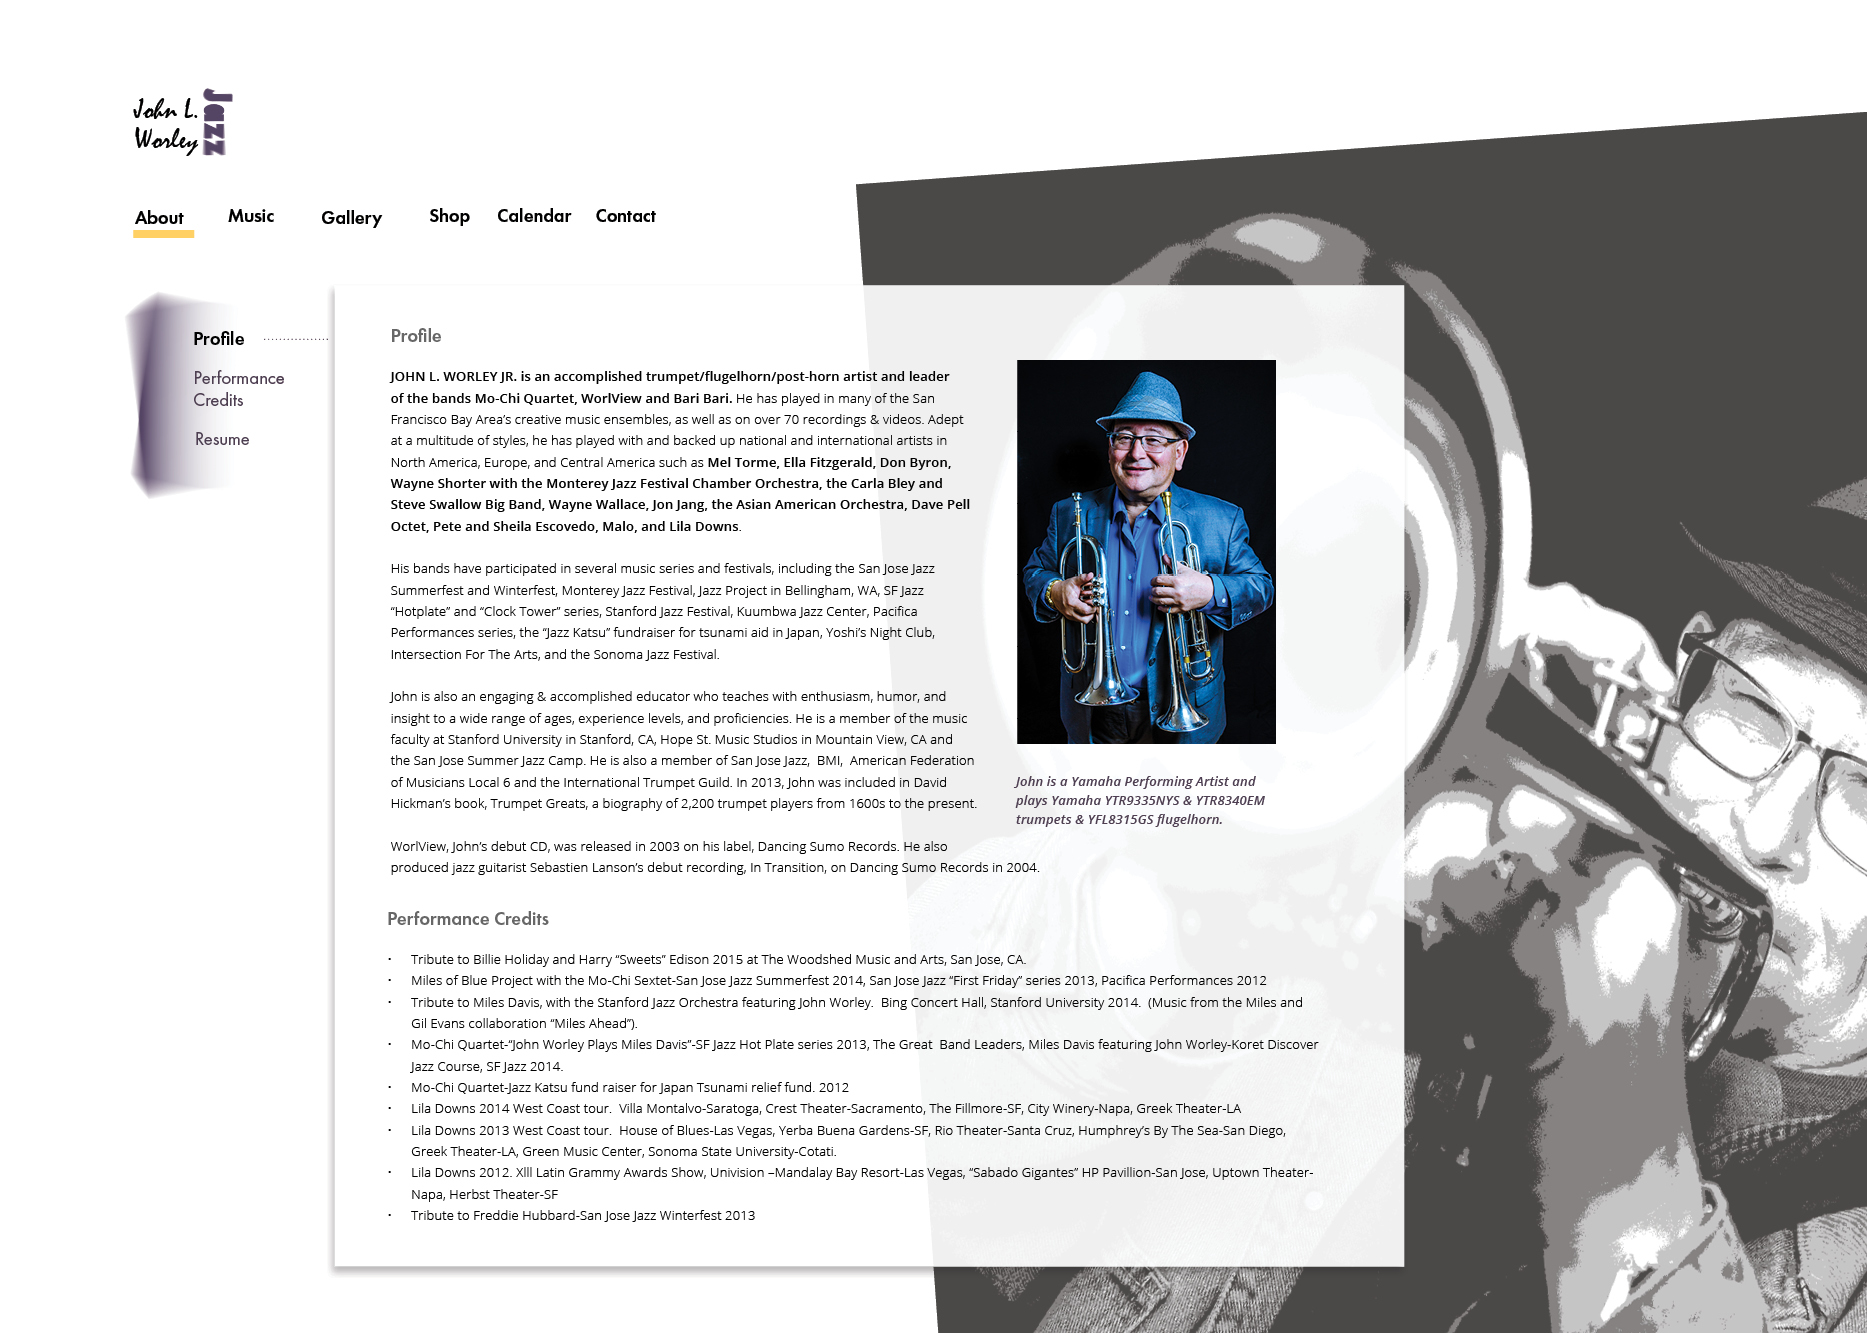 John L.
Worley
Jazz
About Music Gallery Shop Calendar Contact
Profile
Performance
Credits
Resume
Profile
JOHN L. WORLEY JR. is an accomplished trumpet/flugelhorn/post-horn artist and leader
of the bands Mo-Chi Quartet, WorlView and Bari Bari. He has played in many of the San
Francisco Bay Area’s creative music ensembles, as well as on over 70 recordings & videos. Adept
at a multitude of styles, he has played with and backed up national and international artists in
North America, Europe, and Central America such as Mel Torme, Ella Fitzgerald, Don Byron,
Wayne Shorter with the Monterey Jazz Festival Chamber Orchestra, the Carla Bley and
Steve Swallow Big Band, Wayne Wallace, Jon Jang, the Asian American Orchestra, Dave Pell
Octet, Pete and Sheila Escovedo, Malo, and Lila Downs.
His bands have participated in several music series and festivals, including the San Jose Jazz
Summerfest and Winterfest, Monterey Jazz Festival, Jazz Project in Bellingham, WA, SF Jazz
“Hotplate” and “Clock Tower” series, Stanford Jazz Festival, Kuumbwa Jazz Center, Pacifica
Performances series, the “Jazz Katsu” fundraiser for tsunami aid in Japan, Yoshi’s Night Club,
Intersection For The Arts, and the Sonoma Jazz Festival.
John is also an engaging & accomplished educator who teaches with enthusiasm, humor, and
insight to a wide range of ages, experience levels, and proficiencies. He is a member of the music
faculty at Stanford University in Stanford, CA, Hope St. Music Studios in Mountain View, CA and
the San Jose Summer Jazz Camp. He is also a member of San Jose Jazz,  BMI,  American Federation
of Musicians Local 6 and the International Trumpet Guild. In 2013, John was included in David
Hickman’s book, Trumpet Greats, a biography of 2,200 trumpet players from 1600s to the present.
WorlView, John’s debut CD, was released in 2003 on his label, Dancing Sumo Records. He also
produced jazz guitarist Sebastien Lanson’s debut recording, In Transition, on Dancing Sumo Records in 2004.
John is a Yamaha Performing Artist and
plays Yamaha YTR9335NYS & YTR8340EM
trumpets & YFL8315GS flugelhorn.
Performance Credits
· Tribute to Billie Holiday and Harry “Sweets” Edison 2015 at The Woodshed Music and Arts, San Jose, CA.
· Miles of Blue Project with the Mo-Chi Sextet-San Jose Jazz Summerfest 2014, San Jose Jazz “First Friday” series 2013, Pacifica Performances 2012
· Tribute to Miles Davis, with the Stanford Jazz Orchestra featuring John Worley.  Bing Concert Hall, Stanford University 2014.  (Music from the Miles and
Gil Evans collaboration “Miles Ahead”).
· Mo-Chi Quartet-“John Worley Plays Miles Davis”-SF Jazz Hot Plate series 2013, The Great  Band Leaders, Miles Davis featuring John Worley-Koret Discover
Jazz Course, SF Jazz 2014.
· Mo-Chi Quartet-Jazz Katsu fund raiser for Japan Tsunami relief fund. 2012
· Lila Downs 2014 West Coast tour.  Villa Montalvo-Saratoga, Crest Theater-Sacramento, The Fillmore-SF, City Winery-Napa, Greek Theater-LA
· Lila Downs 2013 West Coast tour.  House of Blues-Las Vegas, Yerba Buena Gardens-SF, Rio Theater-Santa Cruz, Humphrey’s By The Sea-San Diego,
Greek Theater-LA, Green Music Center, Sonoma State University-Cotati.
· Lila Downs 2012. Xlll Latin Grammy Awards Show, Univision –Mandalay Bay Resort-Las Vegas, “Sabado Gigantes” HP Pavillion-San Jose, Uptown Theater-
Napa, Herbst Theater-SF
· Tribute to Freddie Hubbard-San Jose Jazz Winterfest 2013